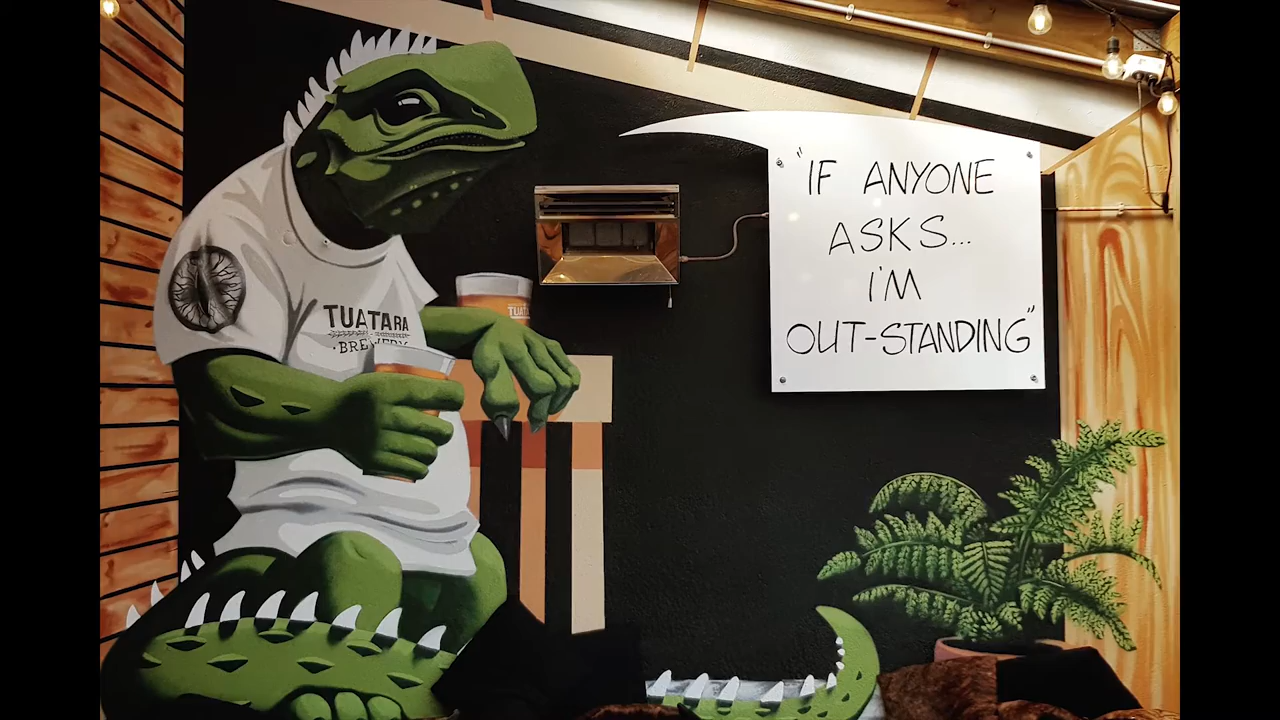 TUATARA
·BREWERY
"IF ANYONE
ASKS...
I'M
OUT-STANDING"